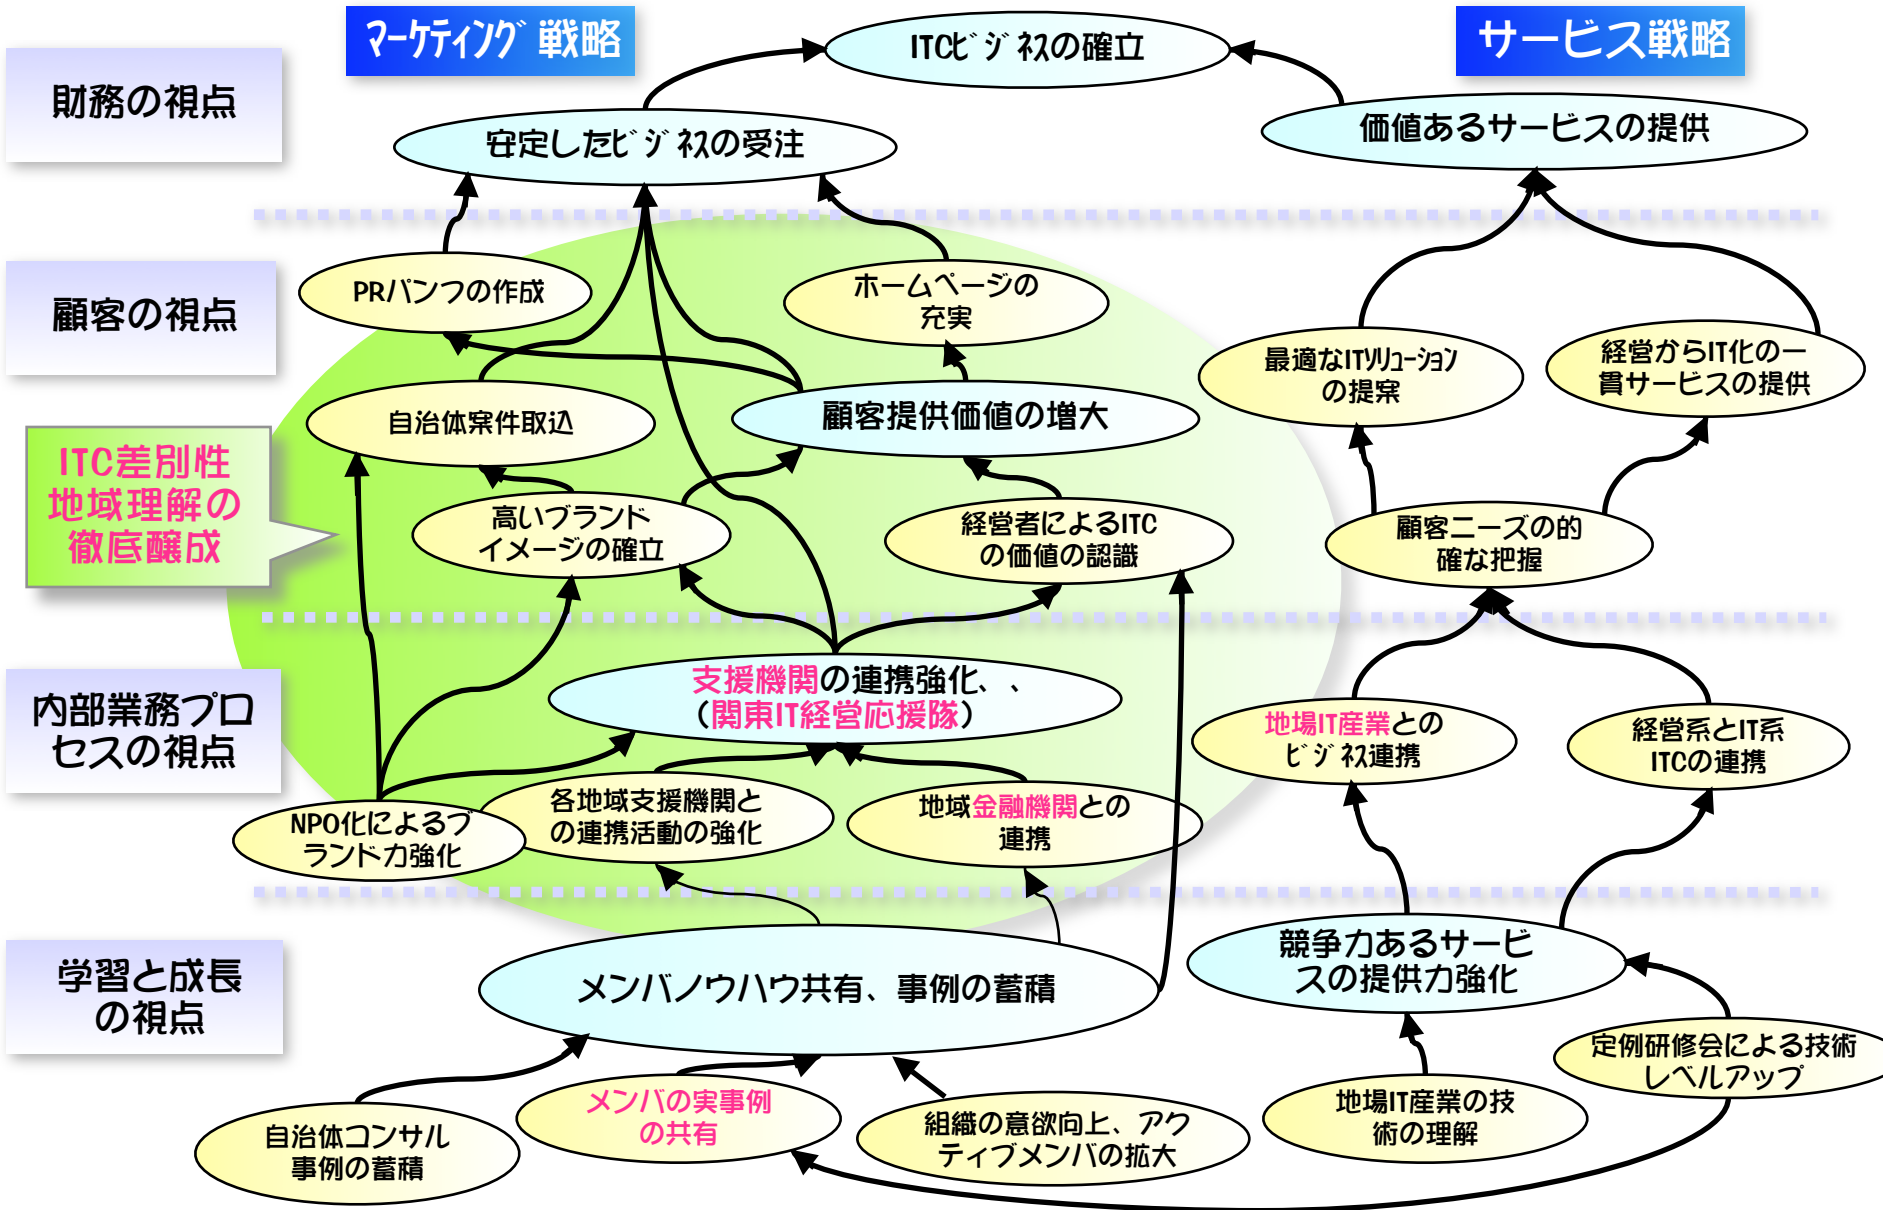 マーケティング戦略
サービス戦略
財務の視点
ITCビジネスの確立
安定したビジネスの受注
価値あるサービスの提供
顧客の視点
PRパンフの作成
ホームページの
充実
最適なITソリューション
の提案
経営からIT化の一
貫サービスの提供
自治体案件取込
顧客提供価値の増大
ITC差別性
地域理解の
徹底醸成
高いブランド
イメージの確立
経営者によるITC
の価値の認識
顧客ニーズの的
確な把握
内部業務プロ
セスの視点
支援機関の連携強化、、
（関東IT経営応援隊）
地場IT産業との
ビジネス連携
経営系とIT系
ITCの連携
NPO化によるブ
ランド力強化
各地域支援機関と
の連携活動の強化
地域金融機関との
連携
学習と成長
の視点
メンバノウハウ共有、事例の蓄積
競争力あるサービ
スの提供力強化
定例研修会による技術
レベルアップ
自治体コンサル
事例の蓄積
メンバの実事例
の共有
組織の意欲向上、アク
ティブメンバの拡大
地場IT産業の技
術の理解